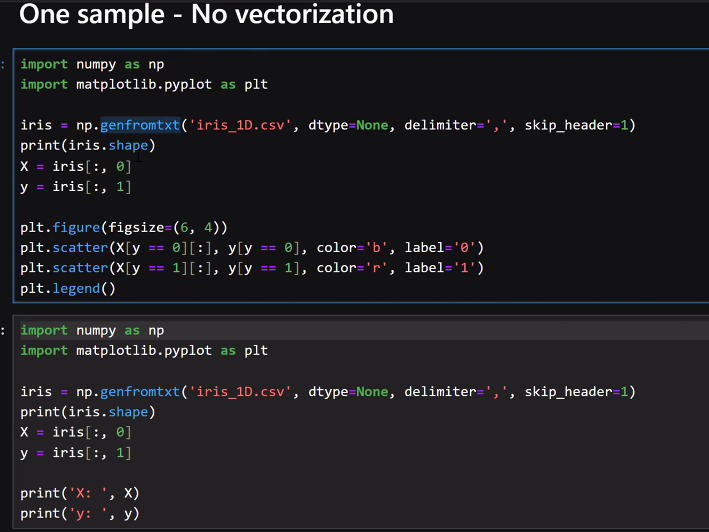 One sample - No vectorization
:
import numpy as np
import matplotlib.pyplot as plt
iris = np.genfromtxt('iris_1D.csv', dtype=None, delimiter=',', skip_header=1)
print(iris.shape)
X = iris[:, 0]
y = iris[:, 1]
plt.figure(figsize=(6, 4))
plt.scatter(X[y == 0][:], y[y == 0], color='b', label='0')
plt.scatter(X[y == 1][:], y[y == 1], color='r', label='1')
plt.legend()
:
import numpy as np
import matplotlib.pyplot as plt
iris = np.genfromtxt('iris_1D.csv', dtype=None, delimiter=',', skip_header=1)
print(iris.shape)
X = iris[:, 0]
y = iris[:, 1]
print('X: ', X)
print('y: ', y)